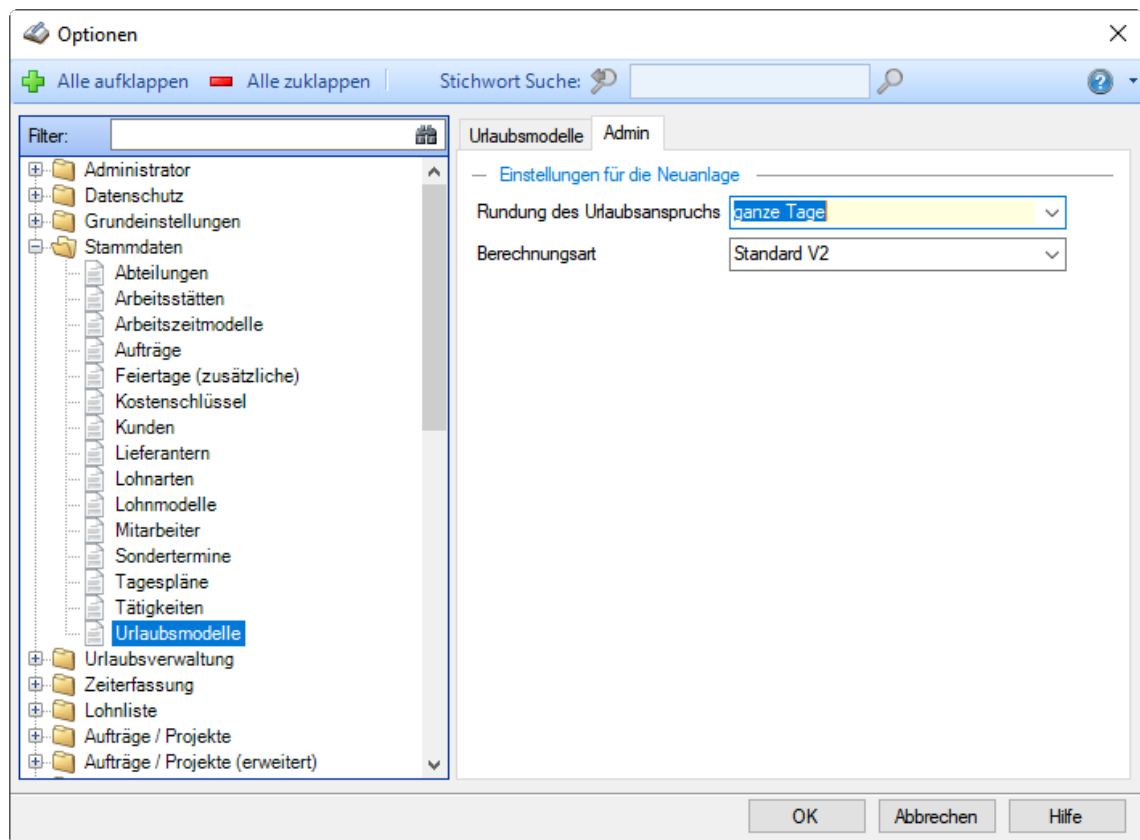 Optionen
Alle aufklappen Alle zuklappen Stichwort Suche:
Filter:
Administrator
Datenschutz
Grundeinstellungen
Stammdaten
Abteilungen
Arbeitsstätten
Arbeitszeitmodelle
Aufträge
Feiertage (zusätzliche)
Kostenschlüssel
Kunden
Lieferantern
Lohnarten
Lohnmodelle
Mitarbeiter
Sondertermine
Tagespläne
Tätigkeiten
Urlaubsmodelle
Urlaubsverwaltung
Zeiterfassung
Lohnliste
Aufträge / Projekte
Aufträge / Projekte (erweitert)
Urlaubsmodelle Admin
Einstellungen für die Neuanlage
Rundung des Urlaubsanspruchs ganze Tage
Berechnungsart Standard V2
OK Abbrechen Hilfe